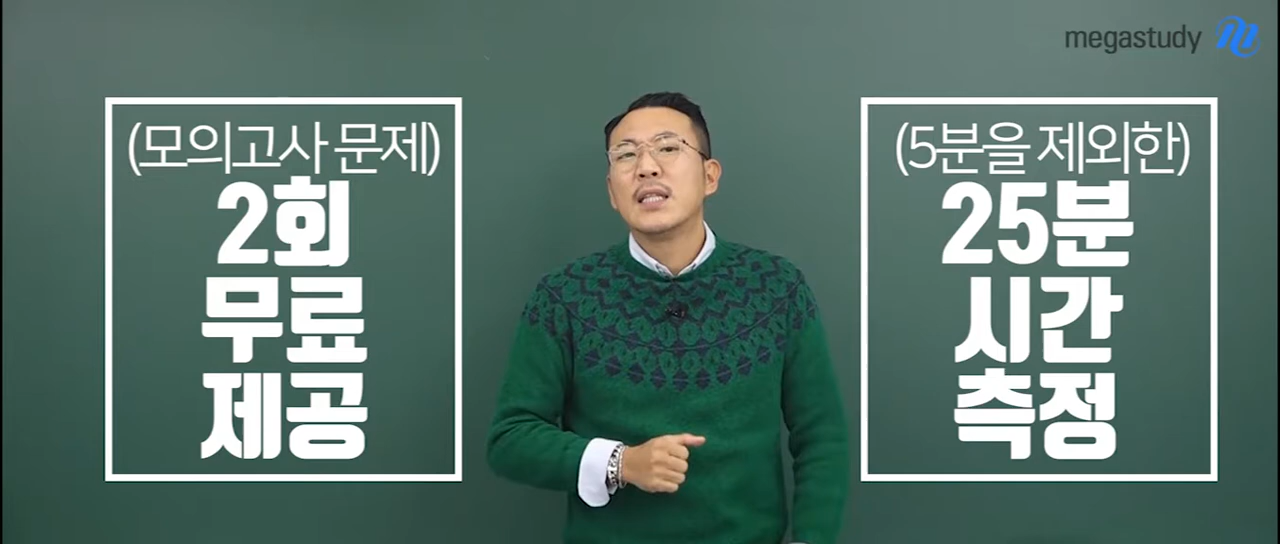 megastudy
(모의고사 문제)
2회
무료
제공
(5분을 제외한)
25분
시간
측정